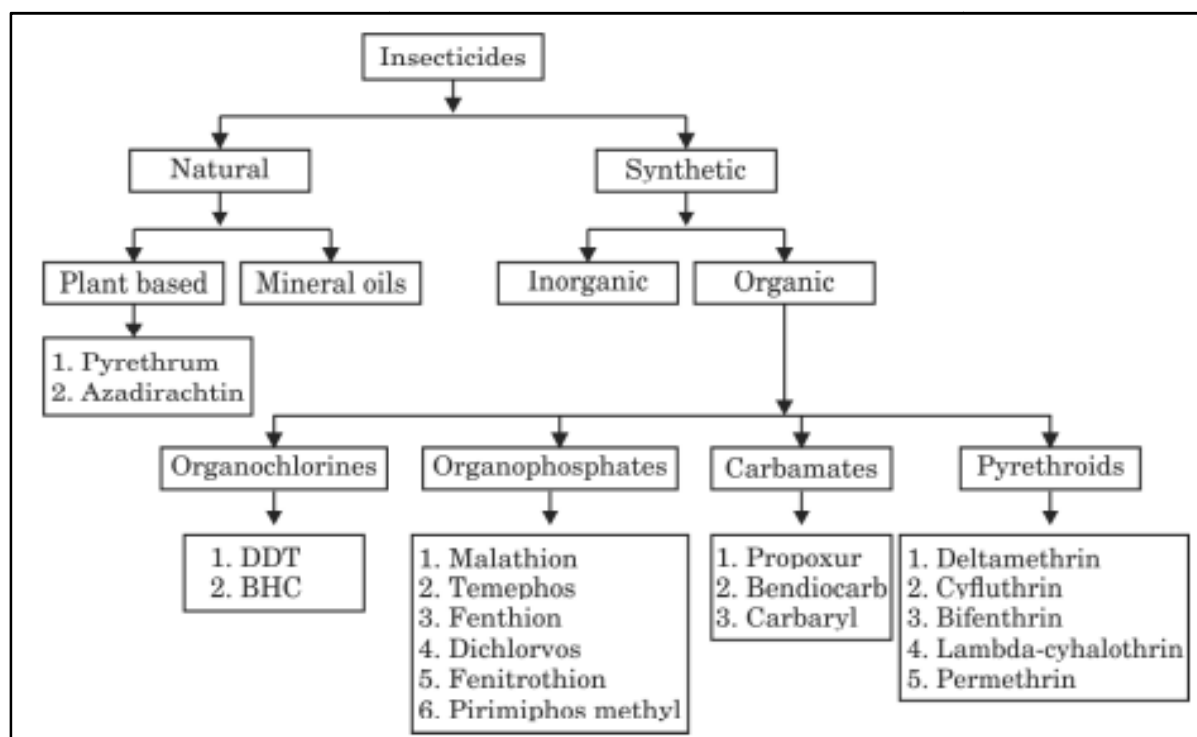 Insecticides
Natural
Synthetic
Plant based
Mineral oils
Inorganic
Organic
1. Pyrethrum
2. Azadirachtin
Organochlorines
Organophosphates
Carbamates
Pyrethroids
1. DDT
2. BHC
1. Malathion
2. Temephos
3. Fenthion
4. Dichlorvos
5. Fenitrothion
6. Pirimiphos methyl
1. Propoxur
2. Bendiocarb
3. Carbaryl
1. Deltamethrin
2. Cyfluthrin
3. Bifenthrin
4. Lambda-cyhalothrin
5. Permethrin